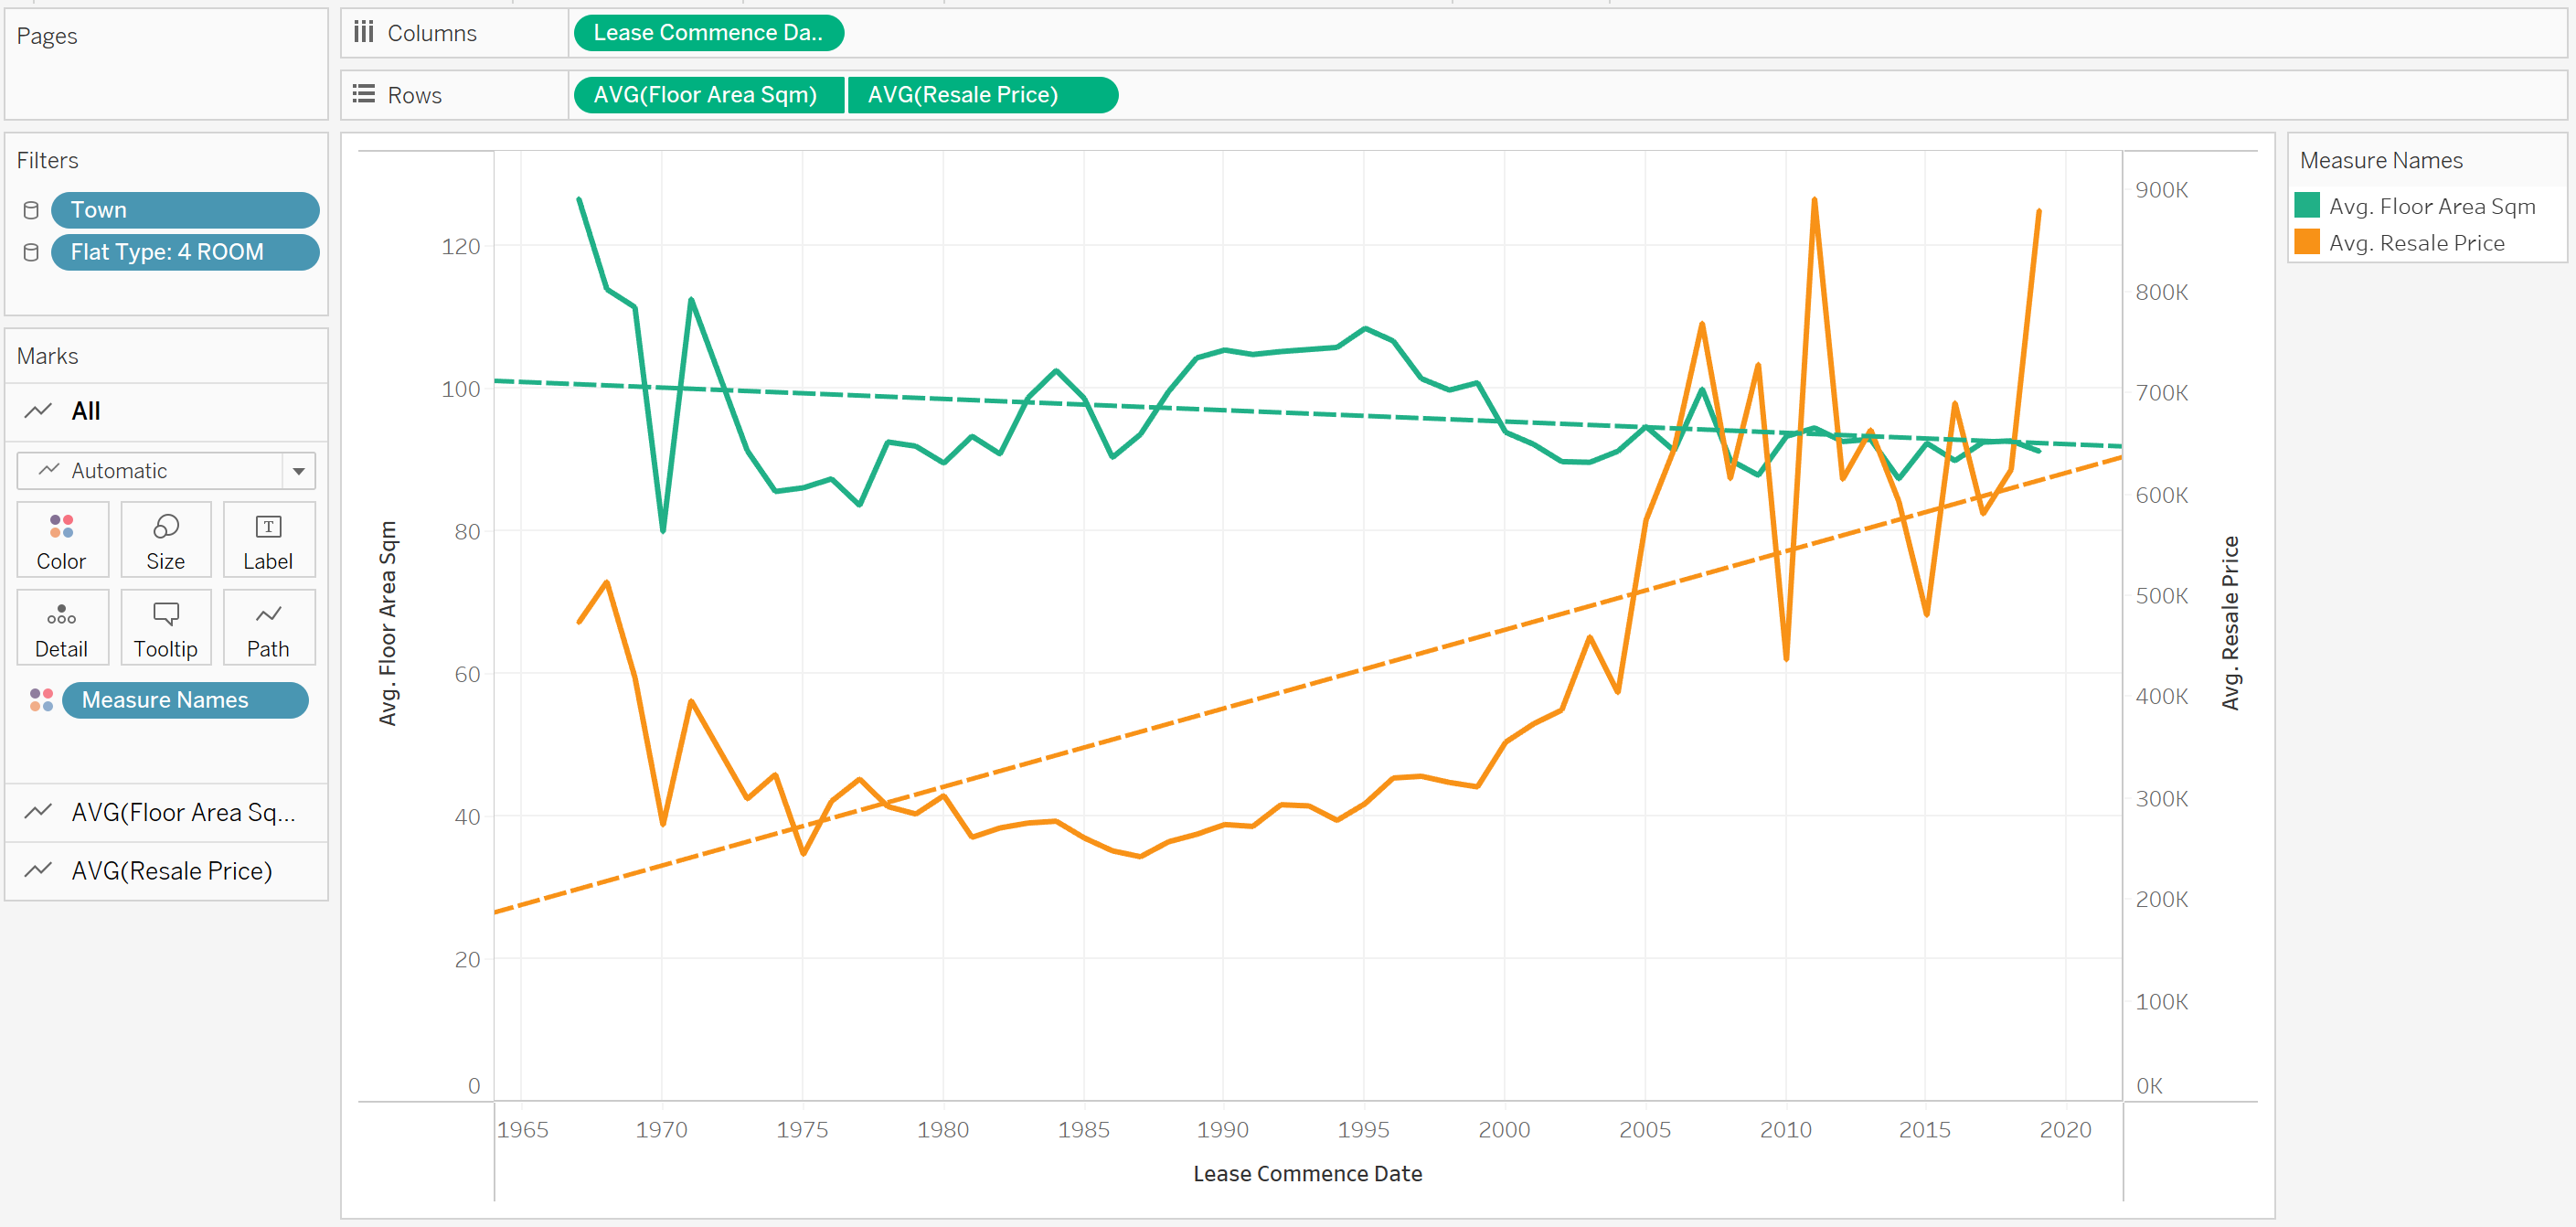 Pages
Columns
Lease Commence Da..
Rows
AVG(Floor Area Sqm)
AVG(Resale Price)
Filters
Town
Flat Type: 4 ROOM
Marks
All
Automatic
Color
Size
Label
Detail
Tooltip
Path
Measure Names
AVG(Floor Area Sq...
AVG(Resale Price)
Avg. Floor Area Sqm
120
100
80
60
40
20
0
900K
800K
700K
600K
500K
400K
300K
200K
100K
0K
Avg. Resale Price
1965 1970 1975 1980 1985 1990 1995 2000 2005 2010 2015 2020
Lease Commence Date
Measure Names
Avg. Floor Area Sqm
Avg. Resale Price